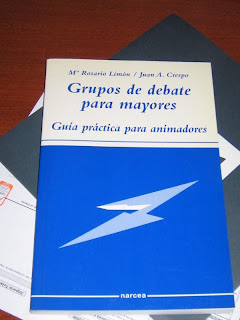 Mª Rosario Limón / Juan A. Crespo
Grupos de debate
para mayores
Guía práctica para animadores
narcea